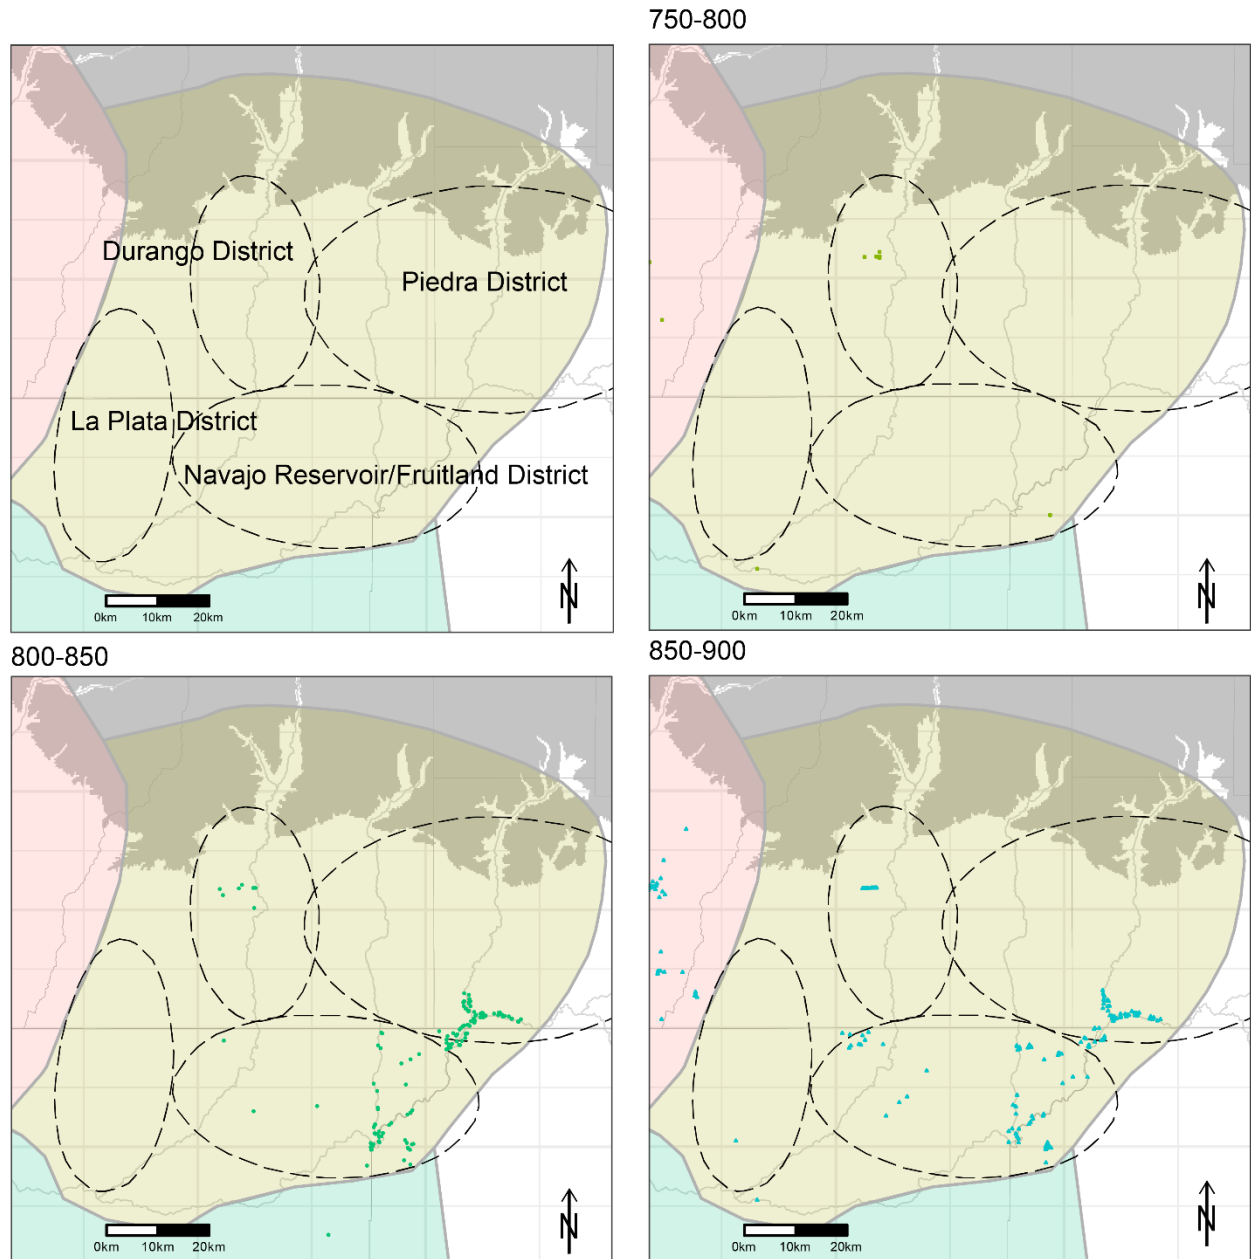 750-800
Durango District
Piedra District
La Plata District
Navajo Reservoir/Fruitland District
0km 10km 20km
N
0km 10km 20km
N
800-850
850-900
0km 10km 20km
N
0km 10km 20km
N